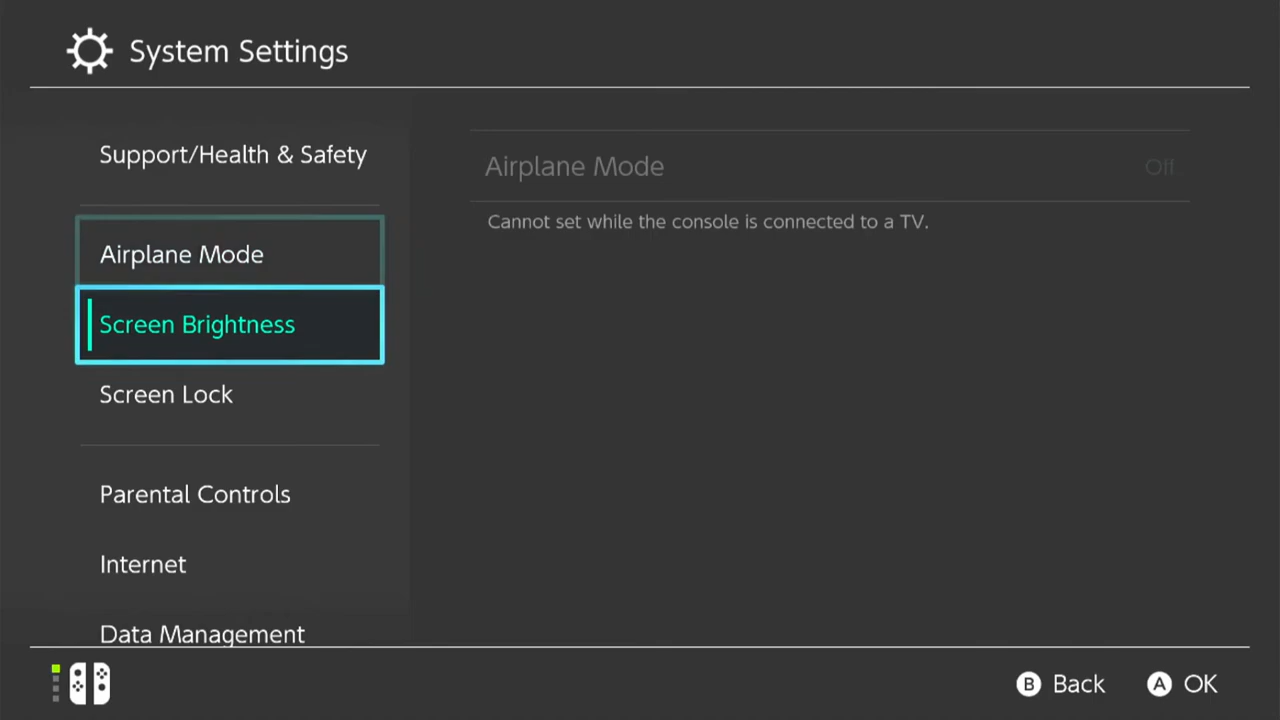 System Settings
Support/Health & Safety
Airplane Mode
Screen Brightness
Screen Lock
Parental Controls
Internet
Data Management
Airplane Mode Off
Cannot set while the console is connected to a TV.
B Back A OK